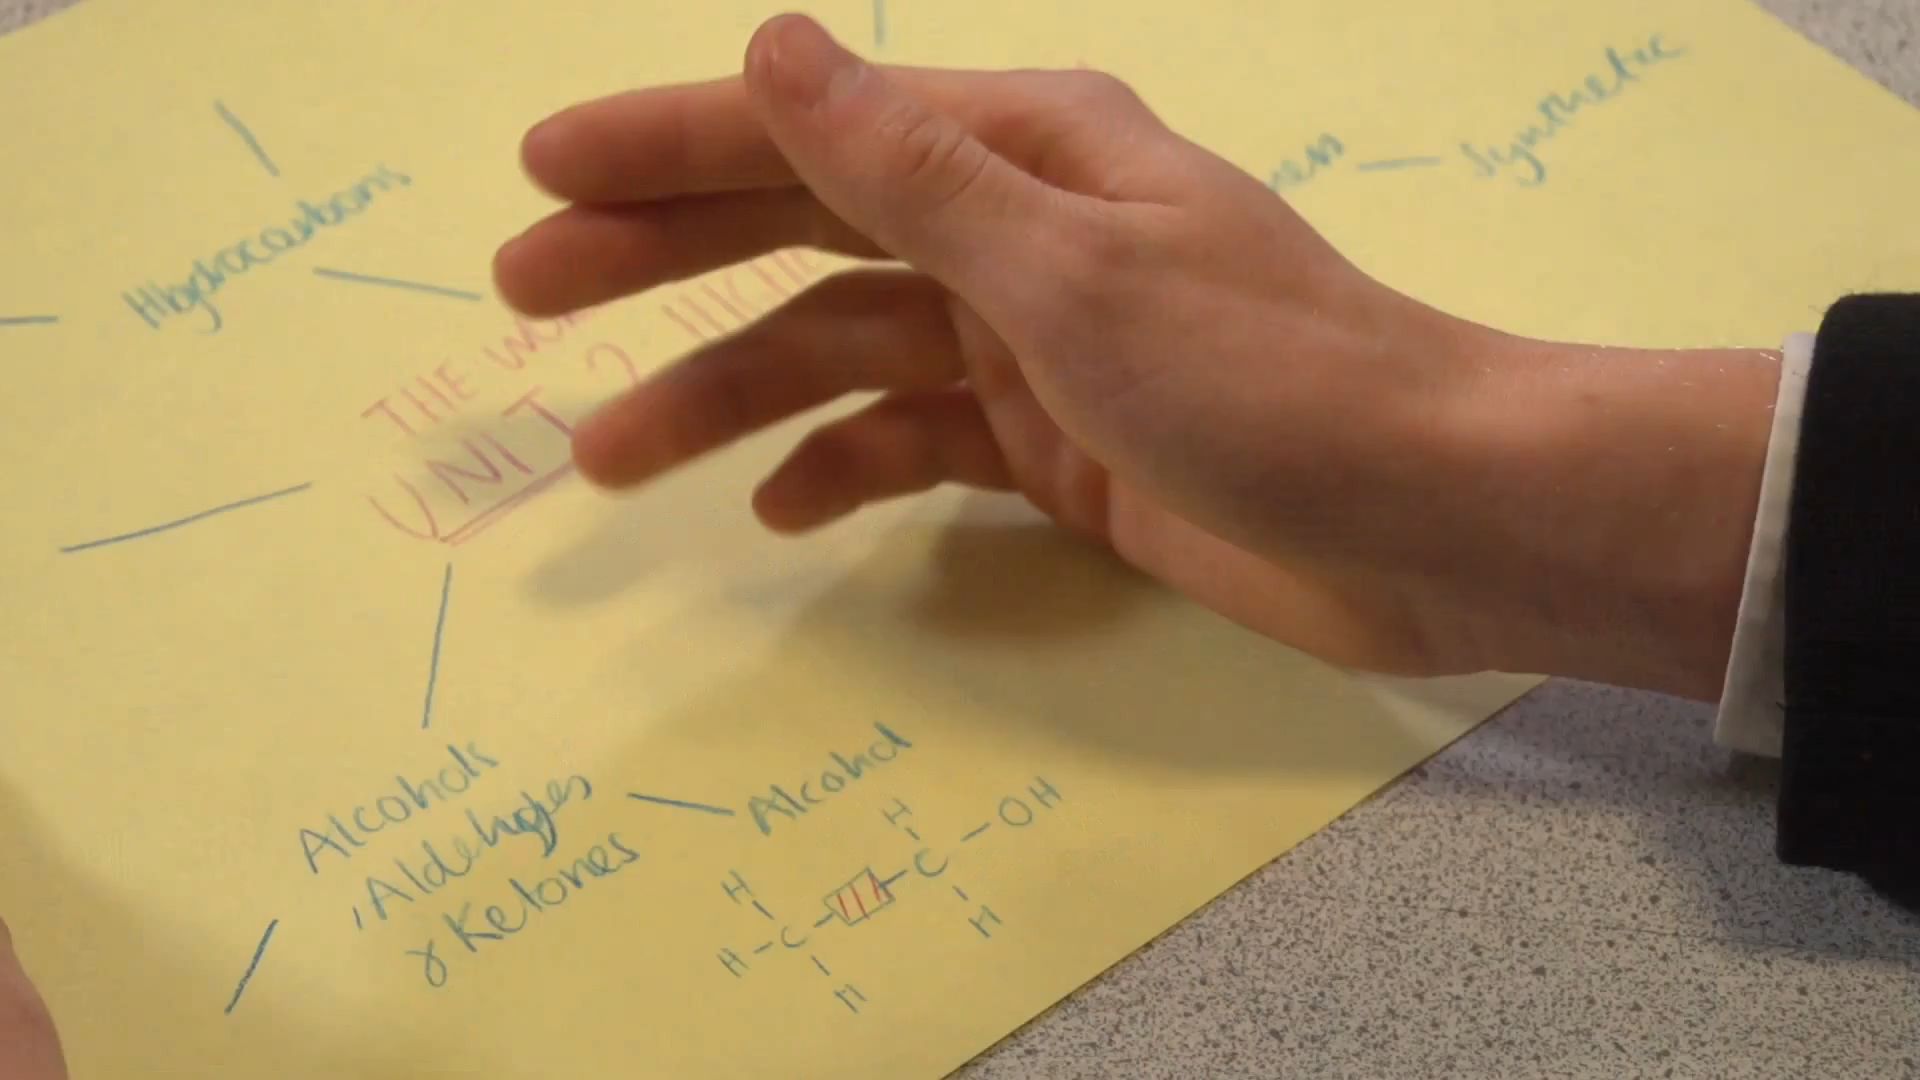 Synthetic
Hydrocarbons
THE
UNIT 2
Alcohols
, Aldehydes
& Ketones
Alcohol
H
C
OH
H
H
H
C
H